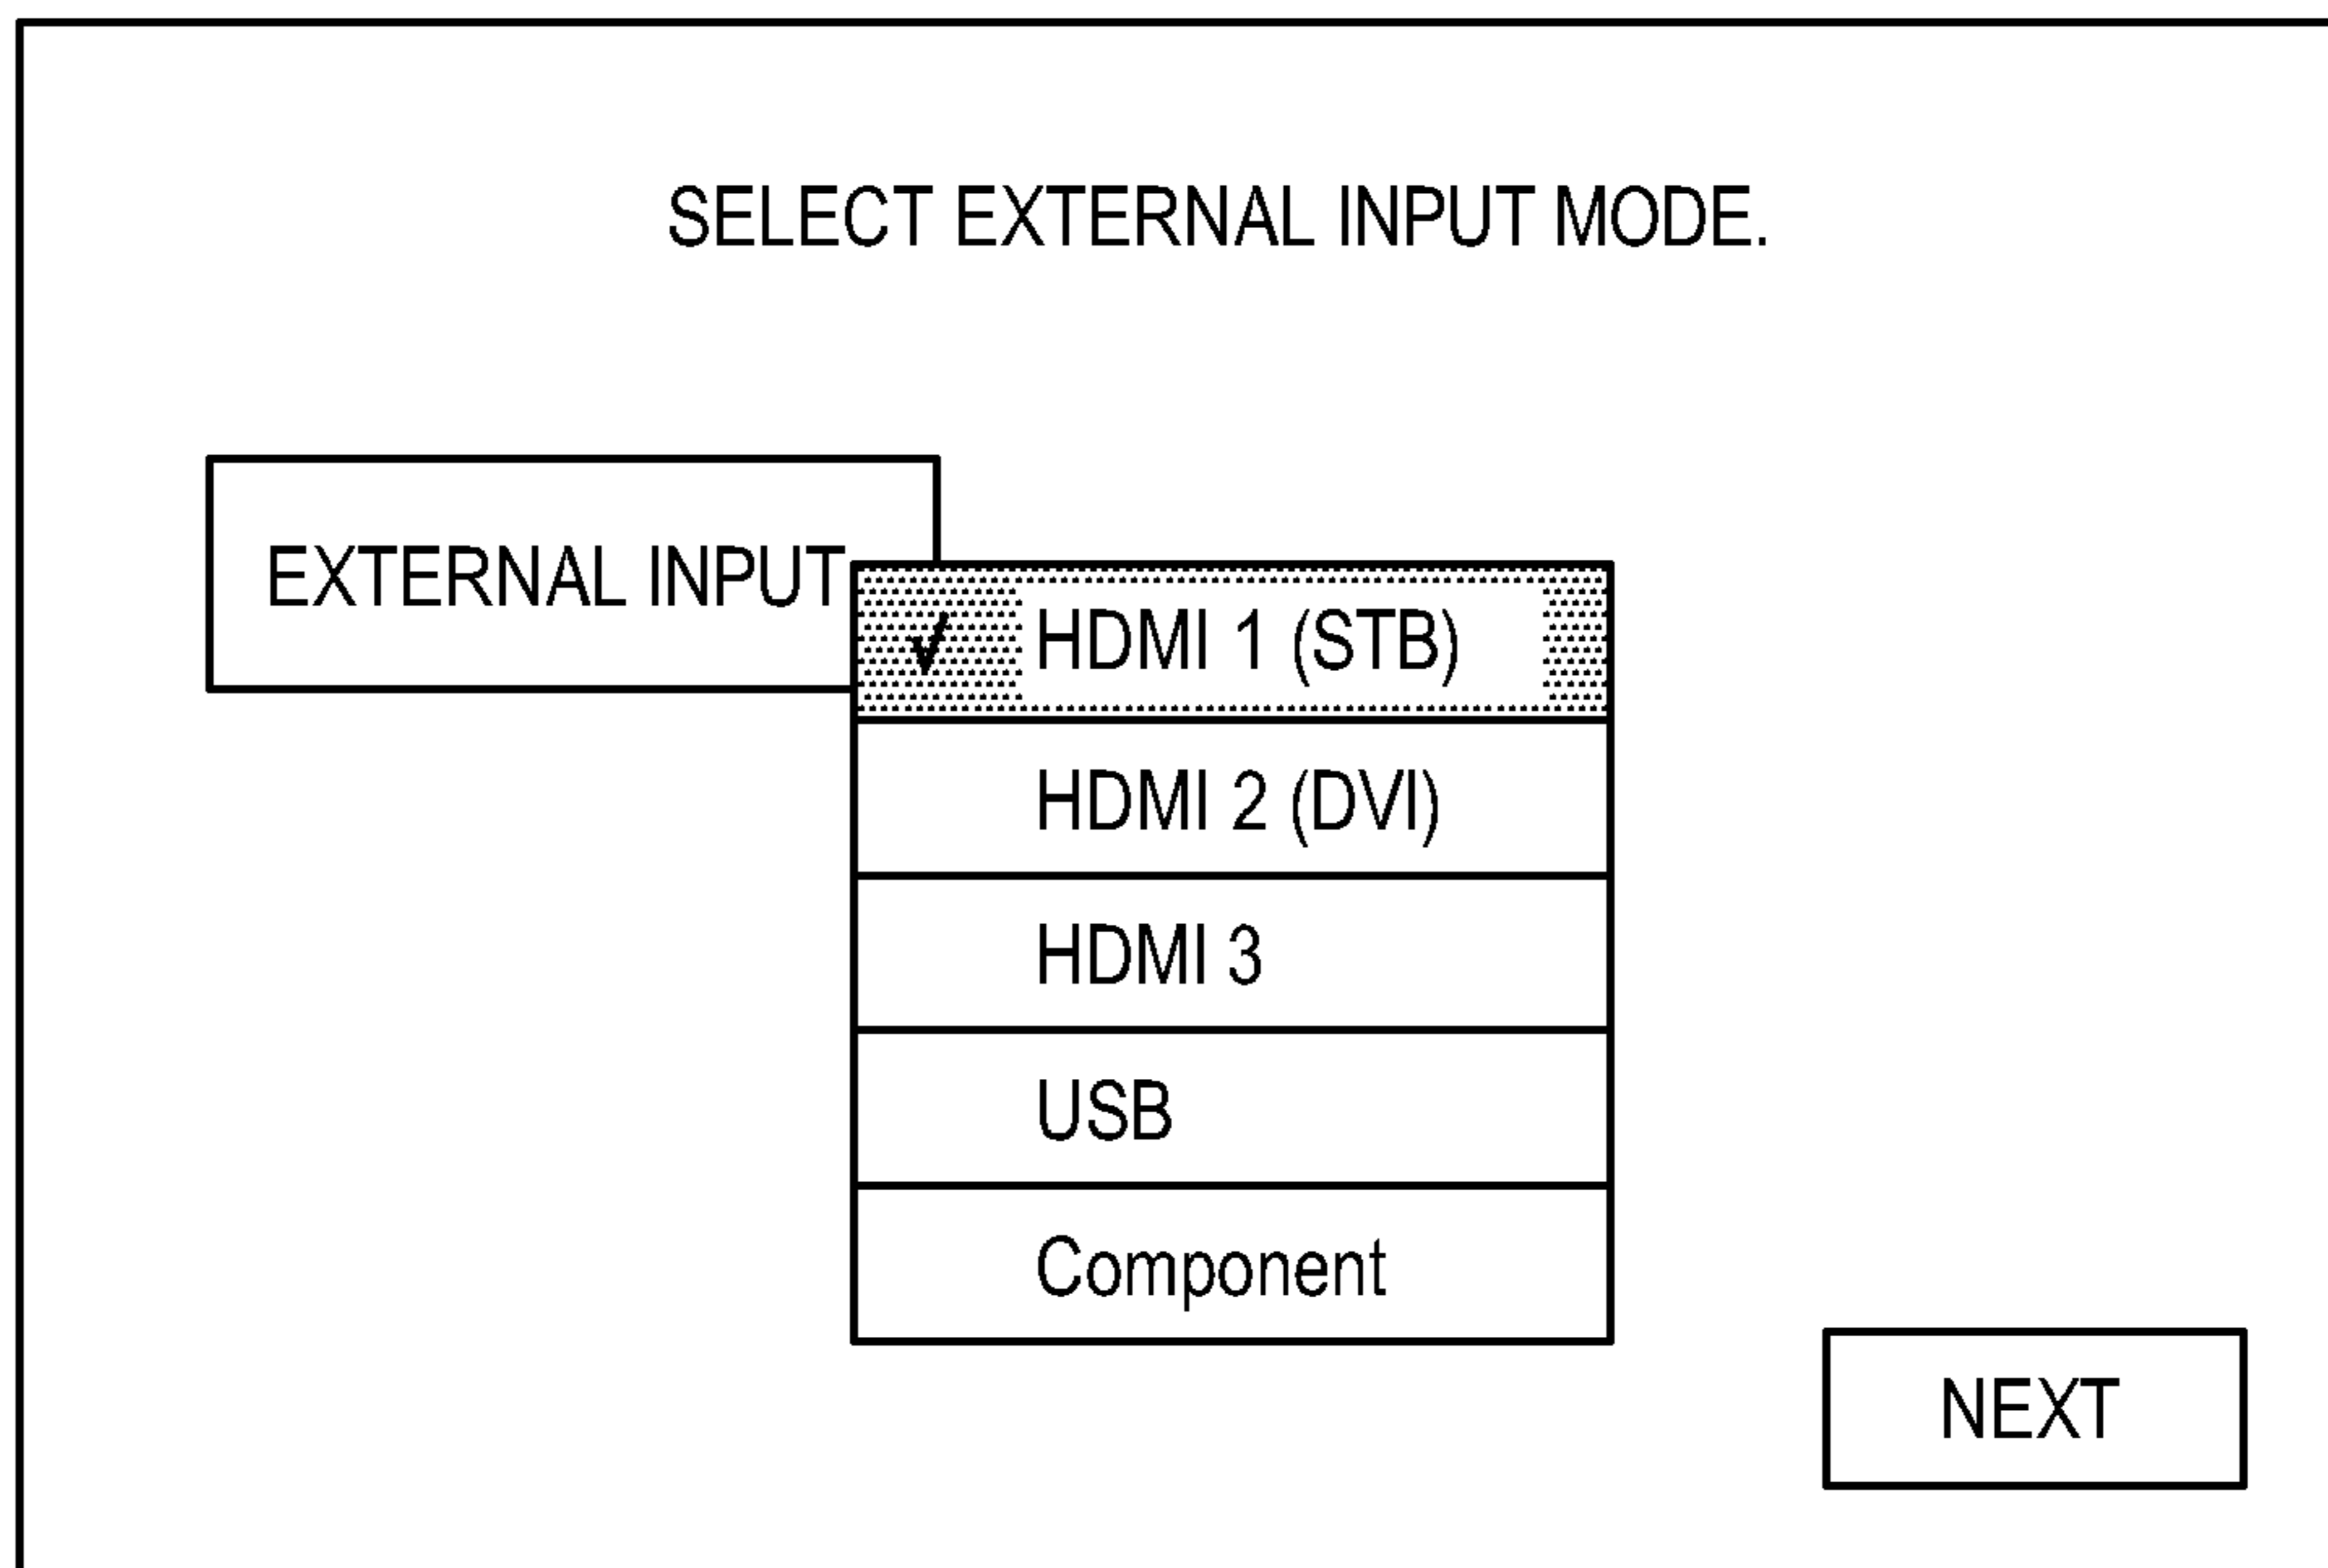 SELECT EXTERNAL INPUT MODE.
EXTERNAL INPUT
HDMI 1 (STB)
HDMI 2 (DVI)
HDMI 3
USB
Component
NEXT